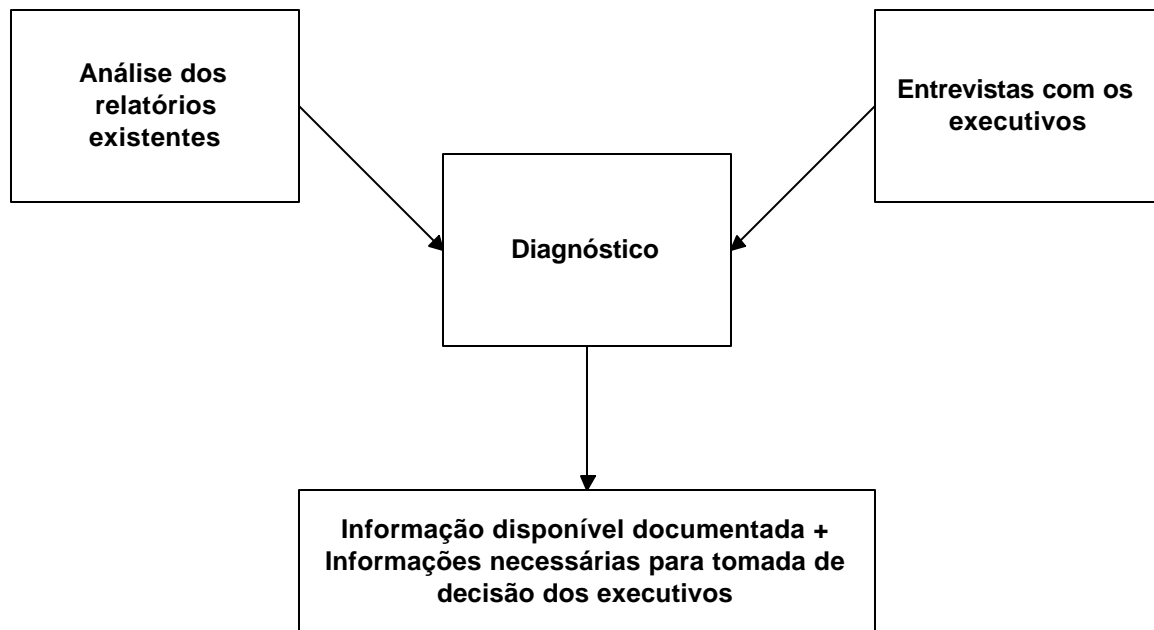 Análise dos
relatórios
existentes
Entrevistas com os
executivos
Diagnóstico
Informação disponível documentada +
Informações necessárias para tomada de
decisão dos executivos